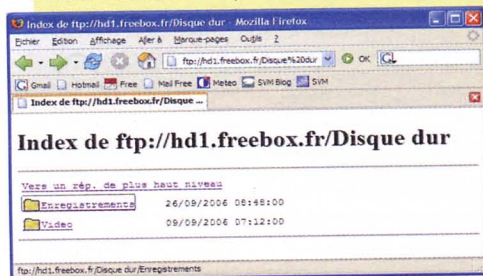 Index de ftp://hd1.freebox.fr/Disque dur - Mozilla Firefox
Fichier Edition Affichage Aller à Marque-pages Outils ?
ftp://hd1.freebox.fr/Disque%20dur OK
Gmail Hotmail Free Mail Free Meteo SVM Blog SVM
Index de ftp://hd1.freebox.fr/Disque ...
Index de ftp://hd1.freebox.fr/Disque dur
Vers un rép. de plus haut niveau
Enregistrements 26/09/2006 08:48:00
Video 09/09/2006 07:12:00
ftp://hd1.freebox.fr/Disque dur/Enregistrements